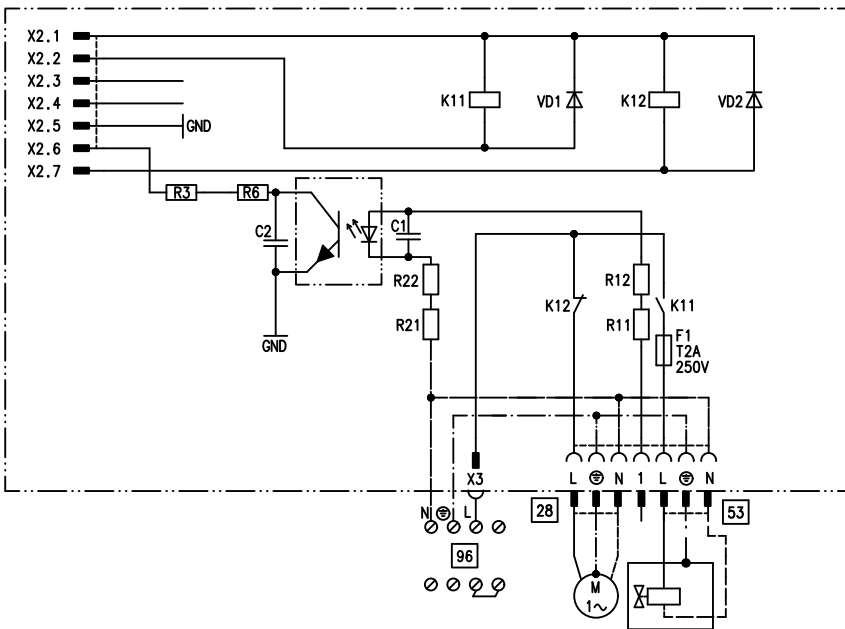 X2.1
X2.2
X2.3
X2.4
X2.5
X2.6
X2.7
GND
K11
VD1
K12
VD2
R3
R6
C2
C1
GND
R22
R21
K12
R12
R11
K11
F1
T2A
250V
X3
L
N
1
L
N
N
L
28
53
96
M
1~